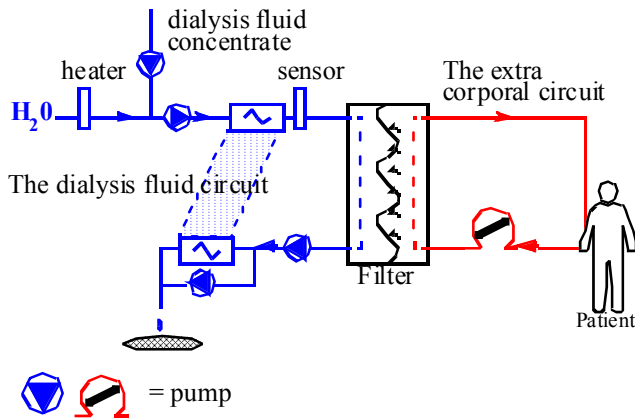 dialysis fluid
concentrate
heater
sensor
The extra
corporal circuit
H20
The dialysis fluid circuit
Filter
Patient
= pump